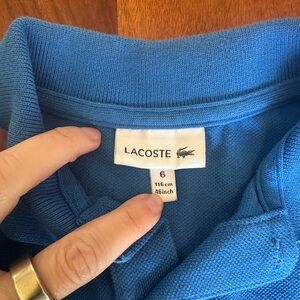 LACOSTE
6
116 cm
46inch